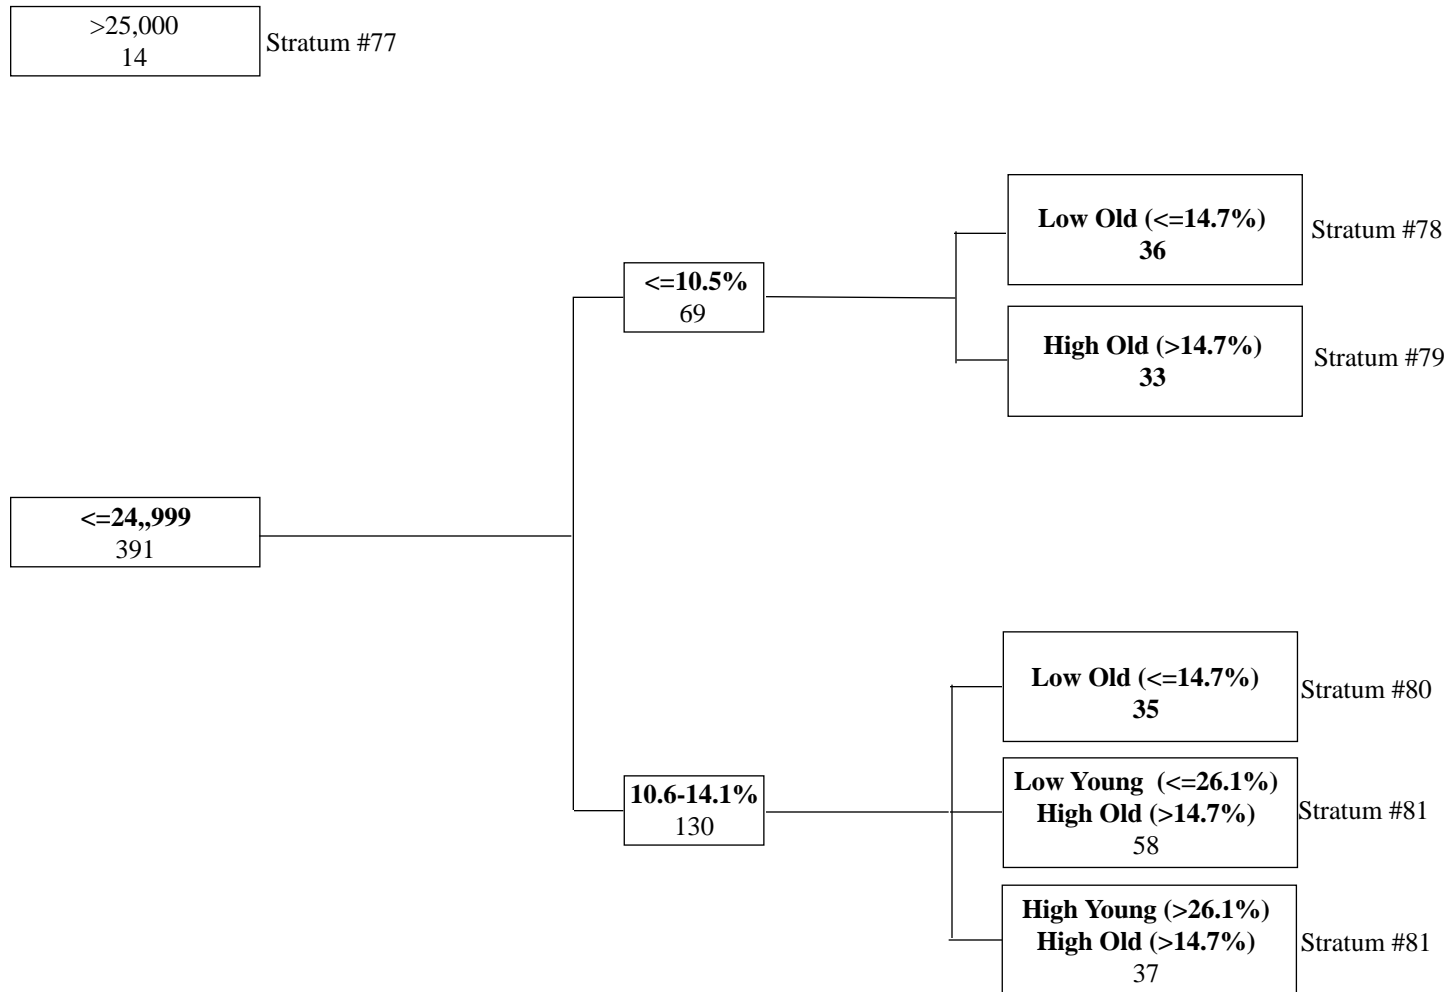 >25,000
14
Stratum #77
Low Old (<=14.7%)
36
Stratum #78
<=10.5%
69
High Old (>14.7%)
33
Stratum #79
<=24,,999
391
Low Old (<=14.7%)
35
Stratum #80
10.6-14.1%
130
Low Young (<=26.1%)
High Old (>14.7%)
58
Stratum #81
High Young (>26.1%)
High Old (>14.7%)
37
Stratum #81